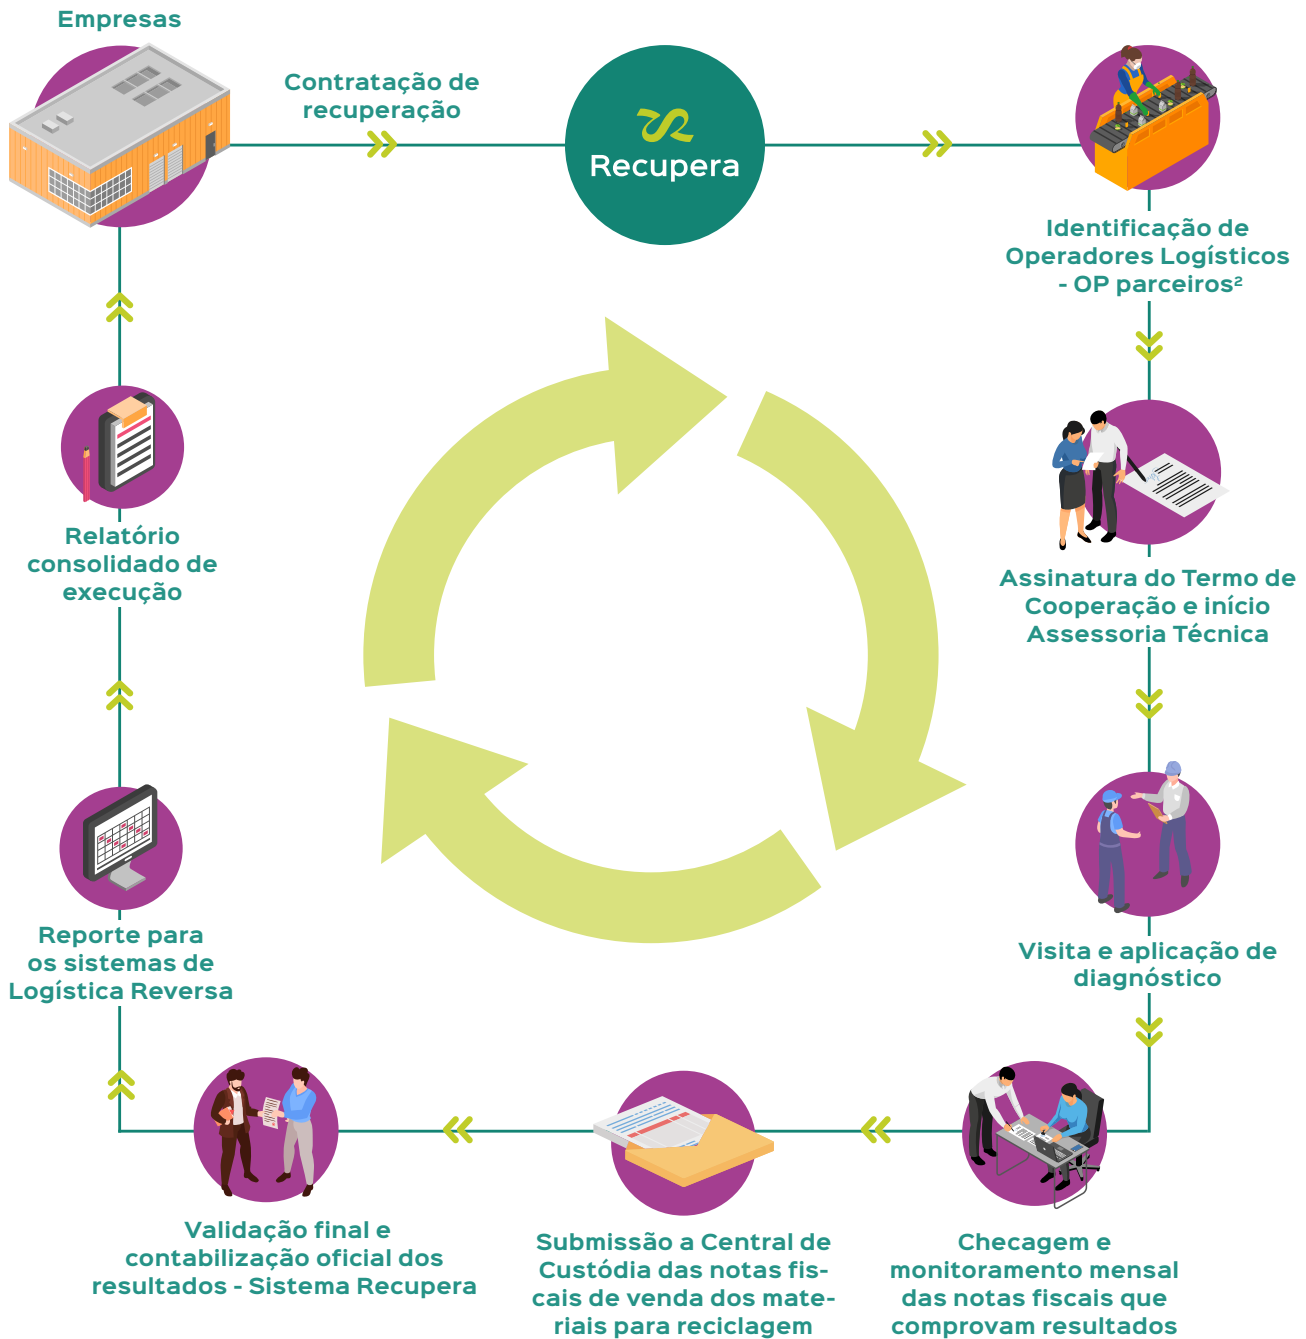 Empresas
Contratação de
recuperação
Recupera
Identificação de
Operadores Logísticos
- OP parceiros²
Assinatura do Termo de
Cooperação e início
Assessoria Técnica
Visita e aplicação de
diagnóstico
Checagem e
monitoramento mensal
das notas fiscais que
comprovam resultados
Submissão a Central de
Custódia das notas fis-
cais de venda dos mate-
riais para reciclagem
Validação final e
contabilização oficial dos
resultados - Sistema Recupera
Reporte para
os sistemas de
Logística Reversa
Relatório
consolidado de
execução